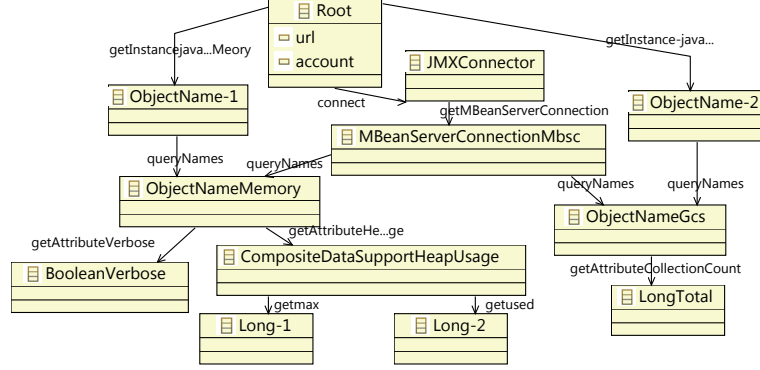 Root
url
account
getInstancejava...Meory
getInstance-java...
JMXConnector
ObjectName-1
ObjectName-2
connect
getMBeanServerConnection
MBeanServerConnectionMbsc
queryNames
queryNames
queryNames
queryNames
ObjectNameMemory
ObjectNameGcs
getAttributeVerbose
getAttributeHe...ge
BooleanVerbose
CompositeDataSupportHeapUsage
getAttributeCollectionCount
LongTotal
getmax
getused
Long-1
Long-2